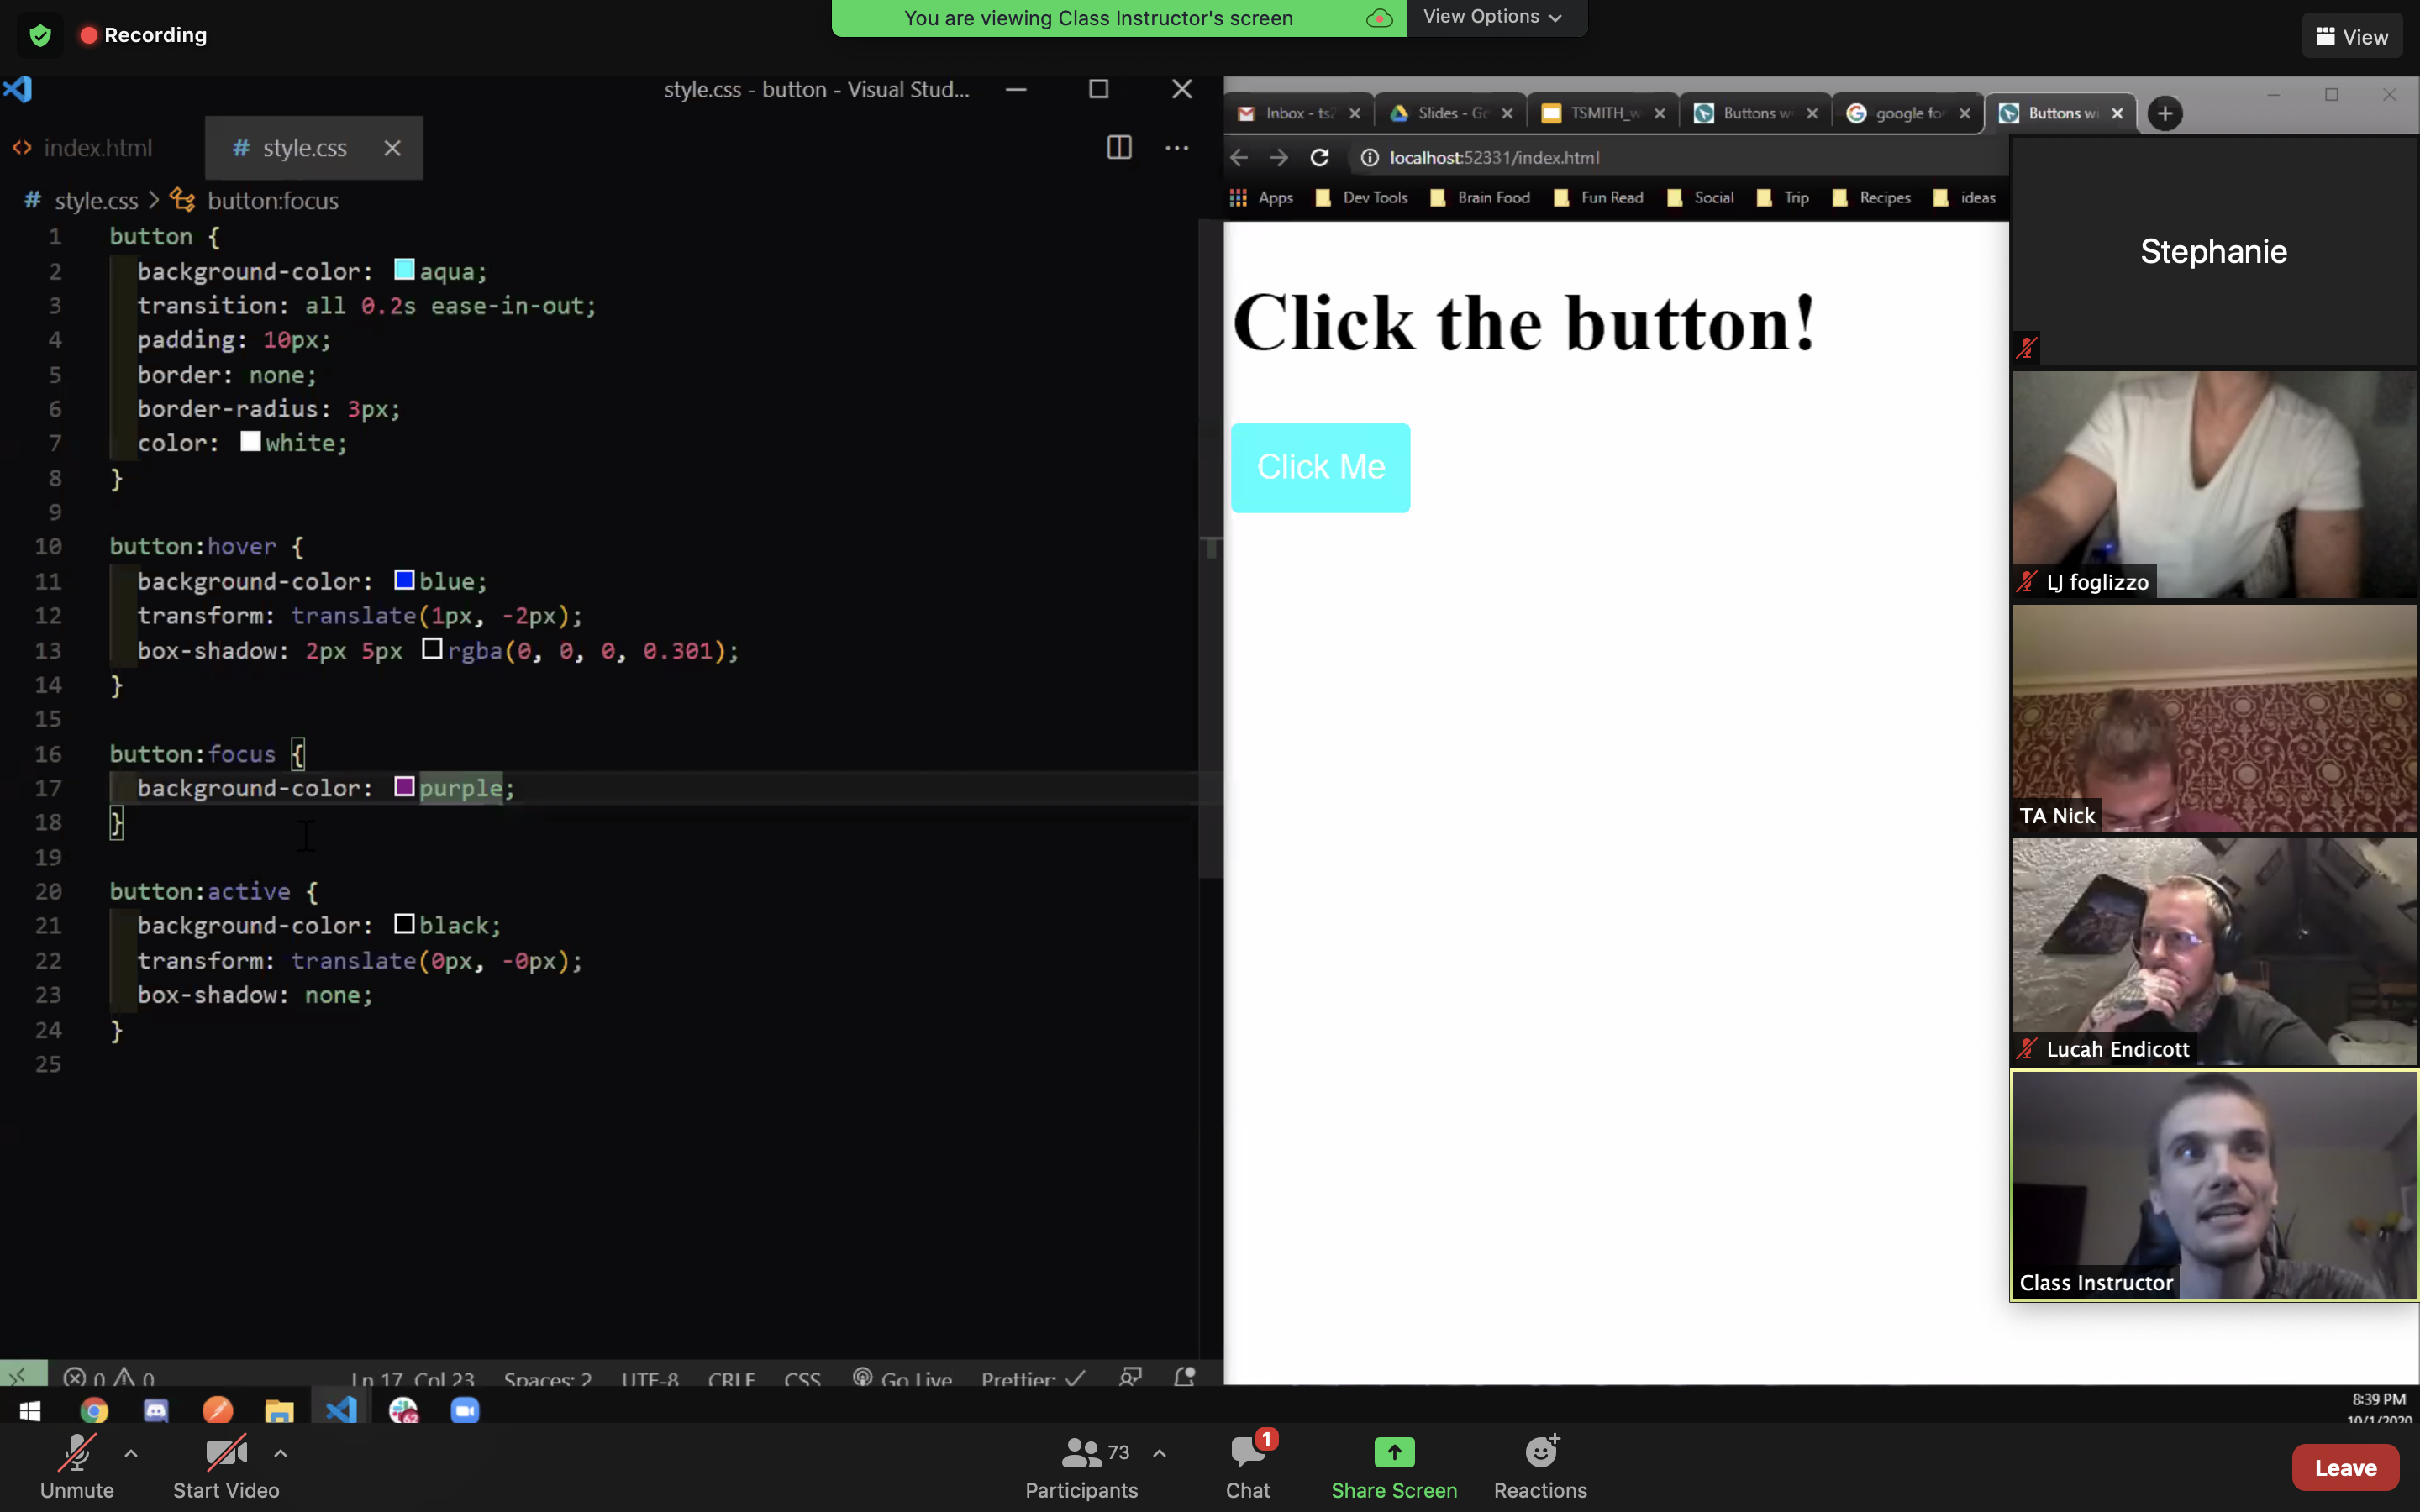 Recording
You are viewing Class Instructor's screen
View Options
View
style.css - button - Visual Stud...
index.html
# style.css
# style.css > button:focus
1 button {
2 background-color: aqua;
3 transition: all 0.2s ease-in-out;
4 padding: 10px;
5 border: none;
6 border-radius: 3px;
7 color: white;
8 }
9
10 button:hover {
11 background-color: blue;
12 transform: translate(1px, -2px);
13 box-shadow: 2px 5px rgba(0, 0, 0, 0.301);
14 }
15
16 button:focus {
17 background-color: purple;
18 }
19
20 button:active {
21 background-color: black;
22 transform: translate(0px, -0px);
23 box-shadow: none;
24 }
25
0 0 Ln 17, Col 23 Spaces: 2 UTF-8 CRLF CSS Go Live Prettier: ✓
Inbox - ts2 Slides - Go TSMITH_w Buttons wi google fo Buttons wi
localhost:52331/index.html
Apps Dev Tools Brain Food Fun Read Social Trip Recipes ideas
Click the button!
Click Me
Stephanie
LJ foglizzo
TA Nick
Lucah Endicott
Class Instructor
62
8:39 PM
10/1/2020
Unmute
Start Video
73
Participants
1
Chat
Share Screen
Reactions
Leave